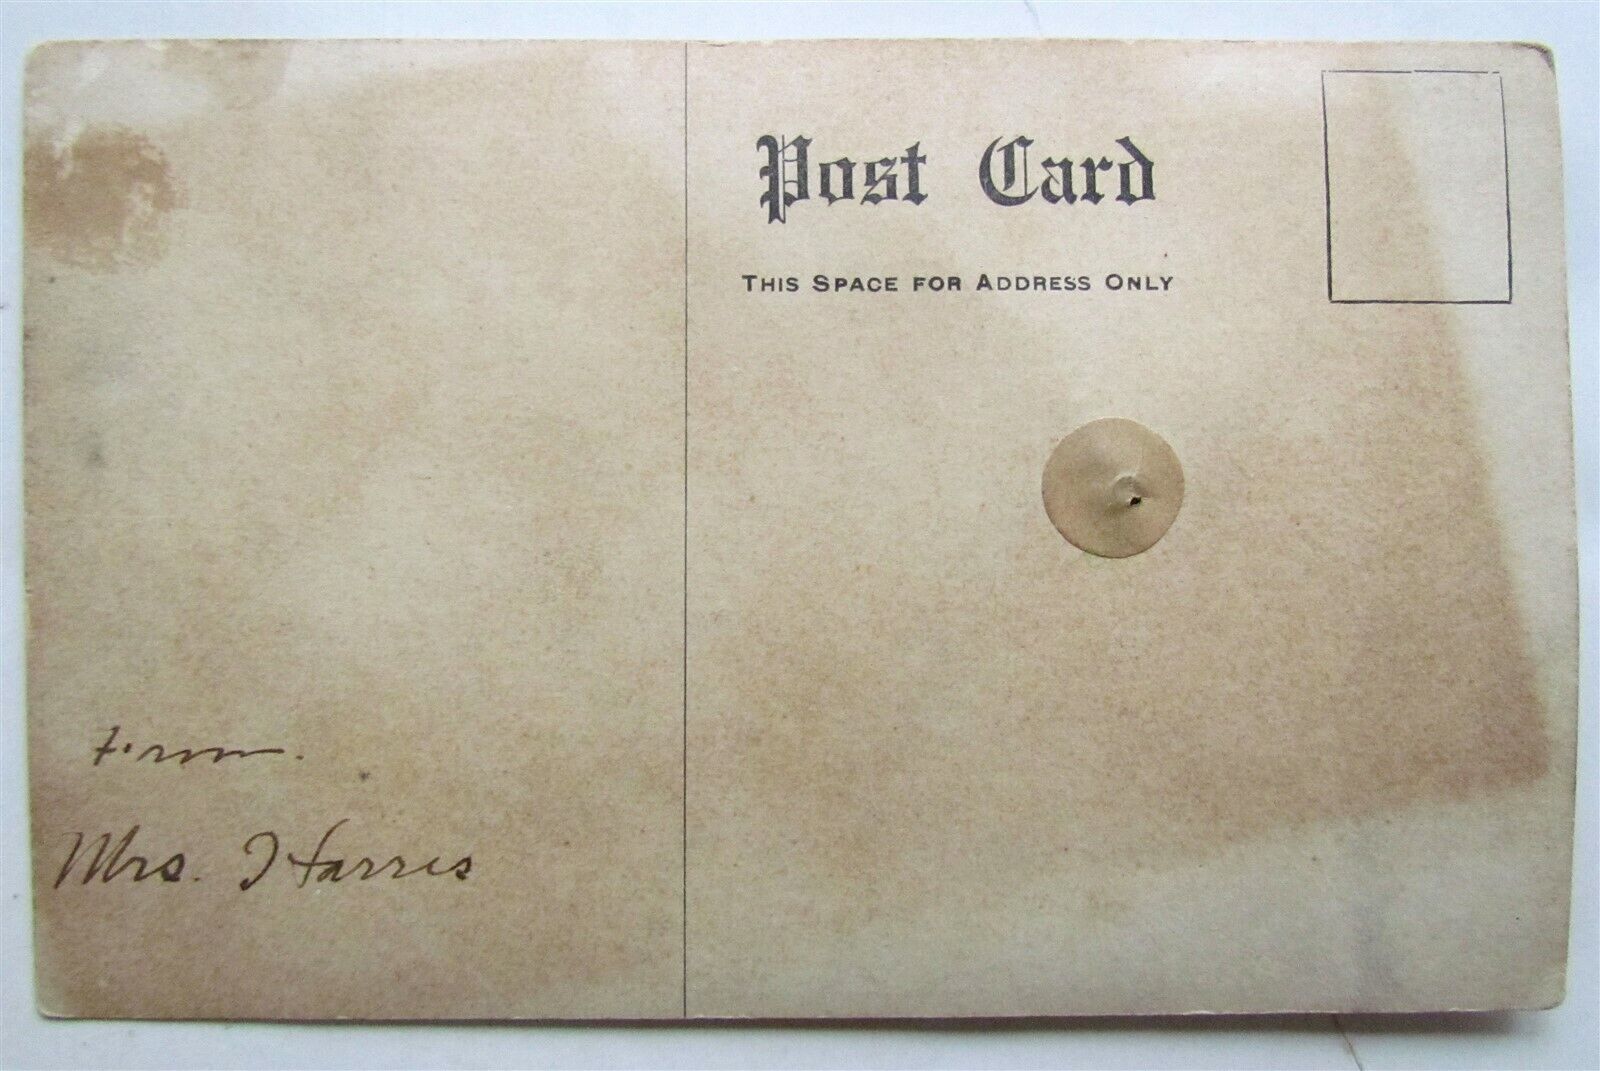 Post Card
THIS SPACE FOR ADDRESS ONLY
from.
Mrs. Harris